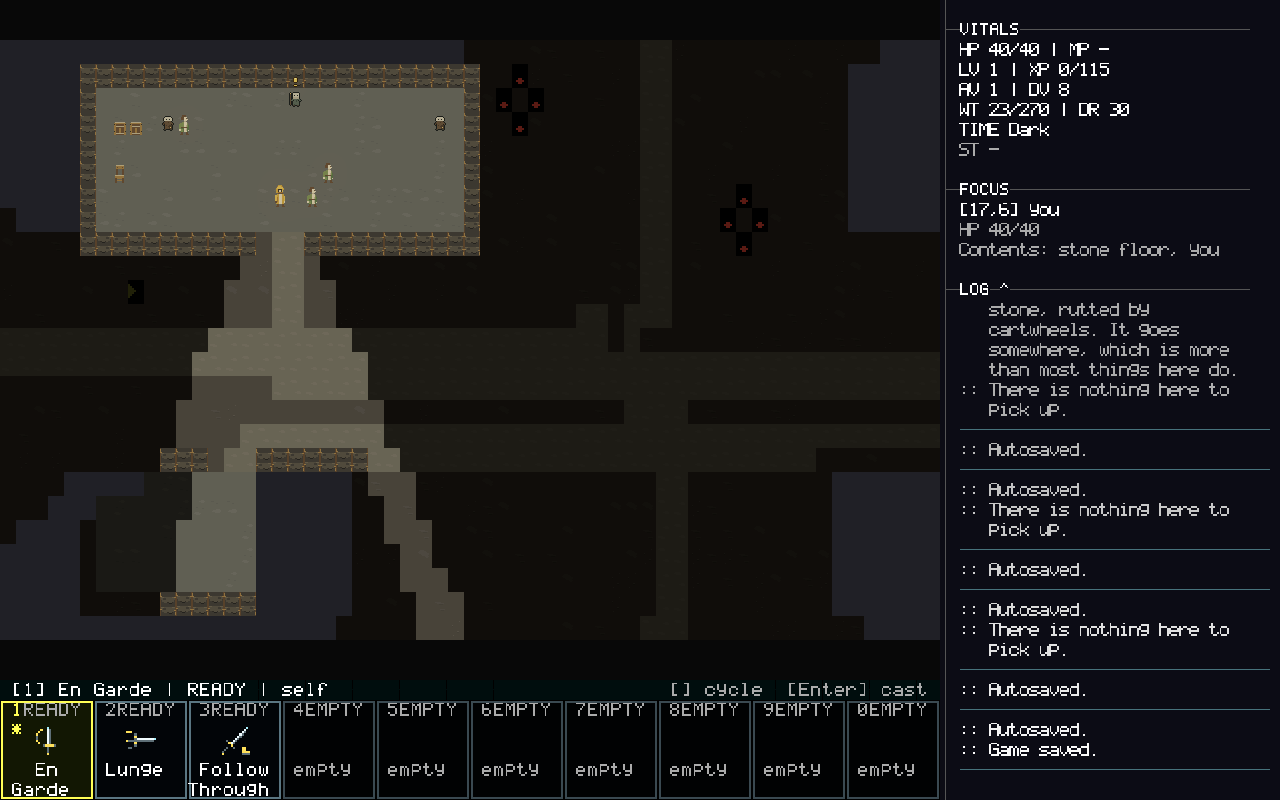 VITALS
HP 40/40 | MP -
LV 1 | XP 0/115
AV 1 | DV 8
WT 23/270 | DR 30
TIME Dark
ST -
FOCUS
[17,6] You
HP 40/40
Contents: stone floor, You
LOG ^
stone, rutted by
cartwheels. It goes
somewhere, which is more
than most things here do.
:: There is nothing here to
Pick up.
:: Autosaved.
:: Autosaved.
:: There is nothing here to
Pick up.
:: Autosaved.
:: Autosaved.
:: There is nothing here to
Pick up.
:: Autosaved.
:: Autosaved.
:: Game saved.
[1] En Garde | READY | self
[] cycle [Enter] cast
1READY 2READY 3READY 4EMPTY 5EMPTY 6EMPTY 7EMPTY 8EMPTY 9EMPTY 0EMPTY
*
En Garde
Lunge
Follow Through
empty empty empty empty empty empty empty